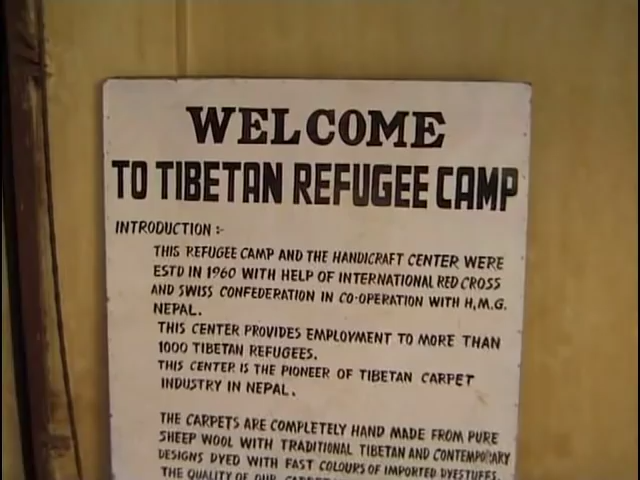 WELCOME
TO TIBETAN REFUGEE CAMP
INTRODUCTION :-
THIS REFUGEE CAMP AND THE HANDICRAFT CENTER WERE
ESTD IN 1960 WITH HELP OF INTERNATIONAL RED CROSS
AND SWISS CONFEDERATION IN CO-OPERATION WITH H,M.G.
NEPAL.
THIS CENTER PROVIDES EMPLOYMENT TO MORE THAN
1000 TIBETAN REFUGEES.
THIS CENTER IS THE PIONEER OF TIBETAN CARPET
INDUSTRY IN NEPAL.
THE CARPETS ARE COMPLETELY HAND MADE FROM PURE
SHEEP WOOL WITH TRADITIONAL TIBETAN AND CONTEMPORARY
DESIGNS DYED WITH FAST COLOURS OF IMPORTED DYESTUFFS.
THE QUALITY OF OUR